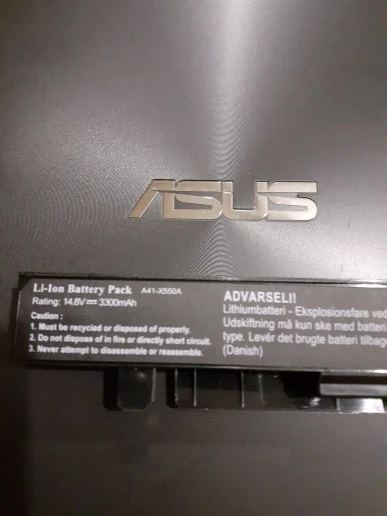 ASUS
Li-Ion Battery Pack A41-X550A
Rating: 14.8V⎓3300mAh
Caution :
1. Must be recycled or disposed of properly.
2. Do not dispose of in fire or directly short circuit.
3. Never attempt to disassemble or reassemble.
ADVARSELI!
Lithiumbatteri - Eksplosionsfare ved
Udskiftning må kun ske med batteri
type. Levér det brugte batteri tilbage
(Danish)